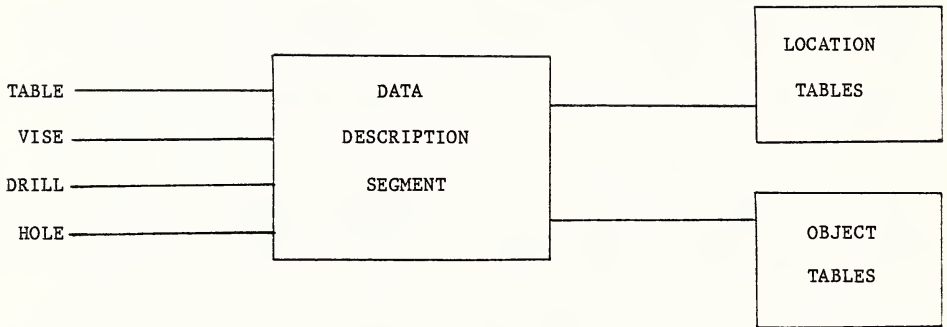 TABLE
VISE
DRILL
HOLE
DATA
DESCRIPTION
SEGMENT
LOCATION
TABLES
OBJECT
TABLES